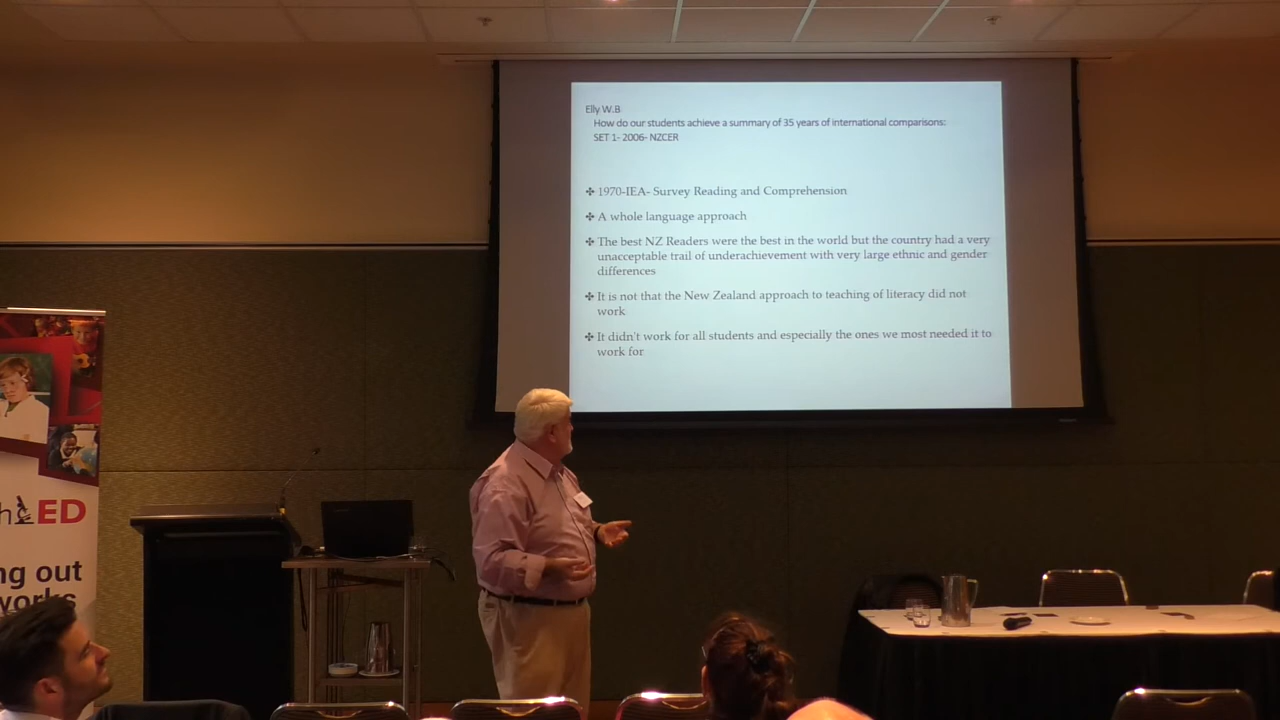 Elly W.B
How do our students achieve a summary of 35 years of international comparisons:
SET 1- 2006- NZCER
✤ 1970-IEA- Survey Reading and Comprehension
✤ A whole language approach
✤ The best NZ Readers were the best in the world but the country had a very
unacceptable trail of underachievement with very large ethnic and gender
differences
✤ It is not that the New Zealand approach to teaching of literacy did not
work
✤ It didn't work for all students and especially the ones we most needed it to
work for
hED
ng out
works